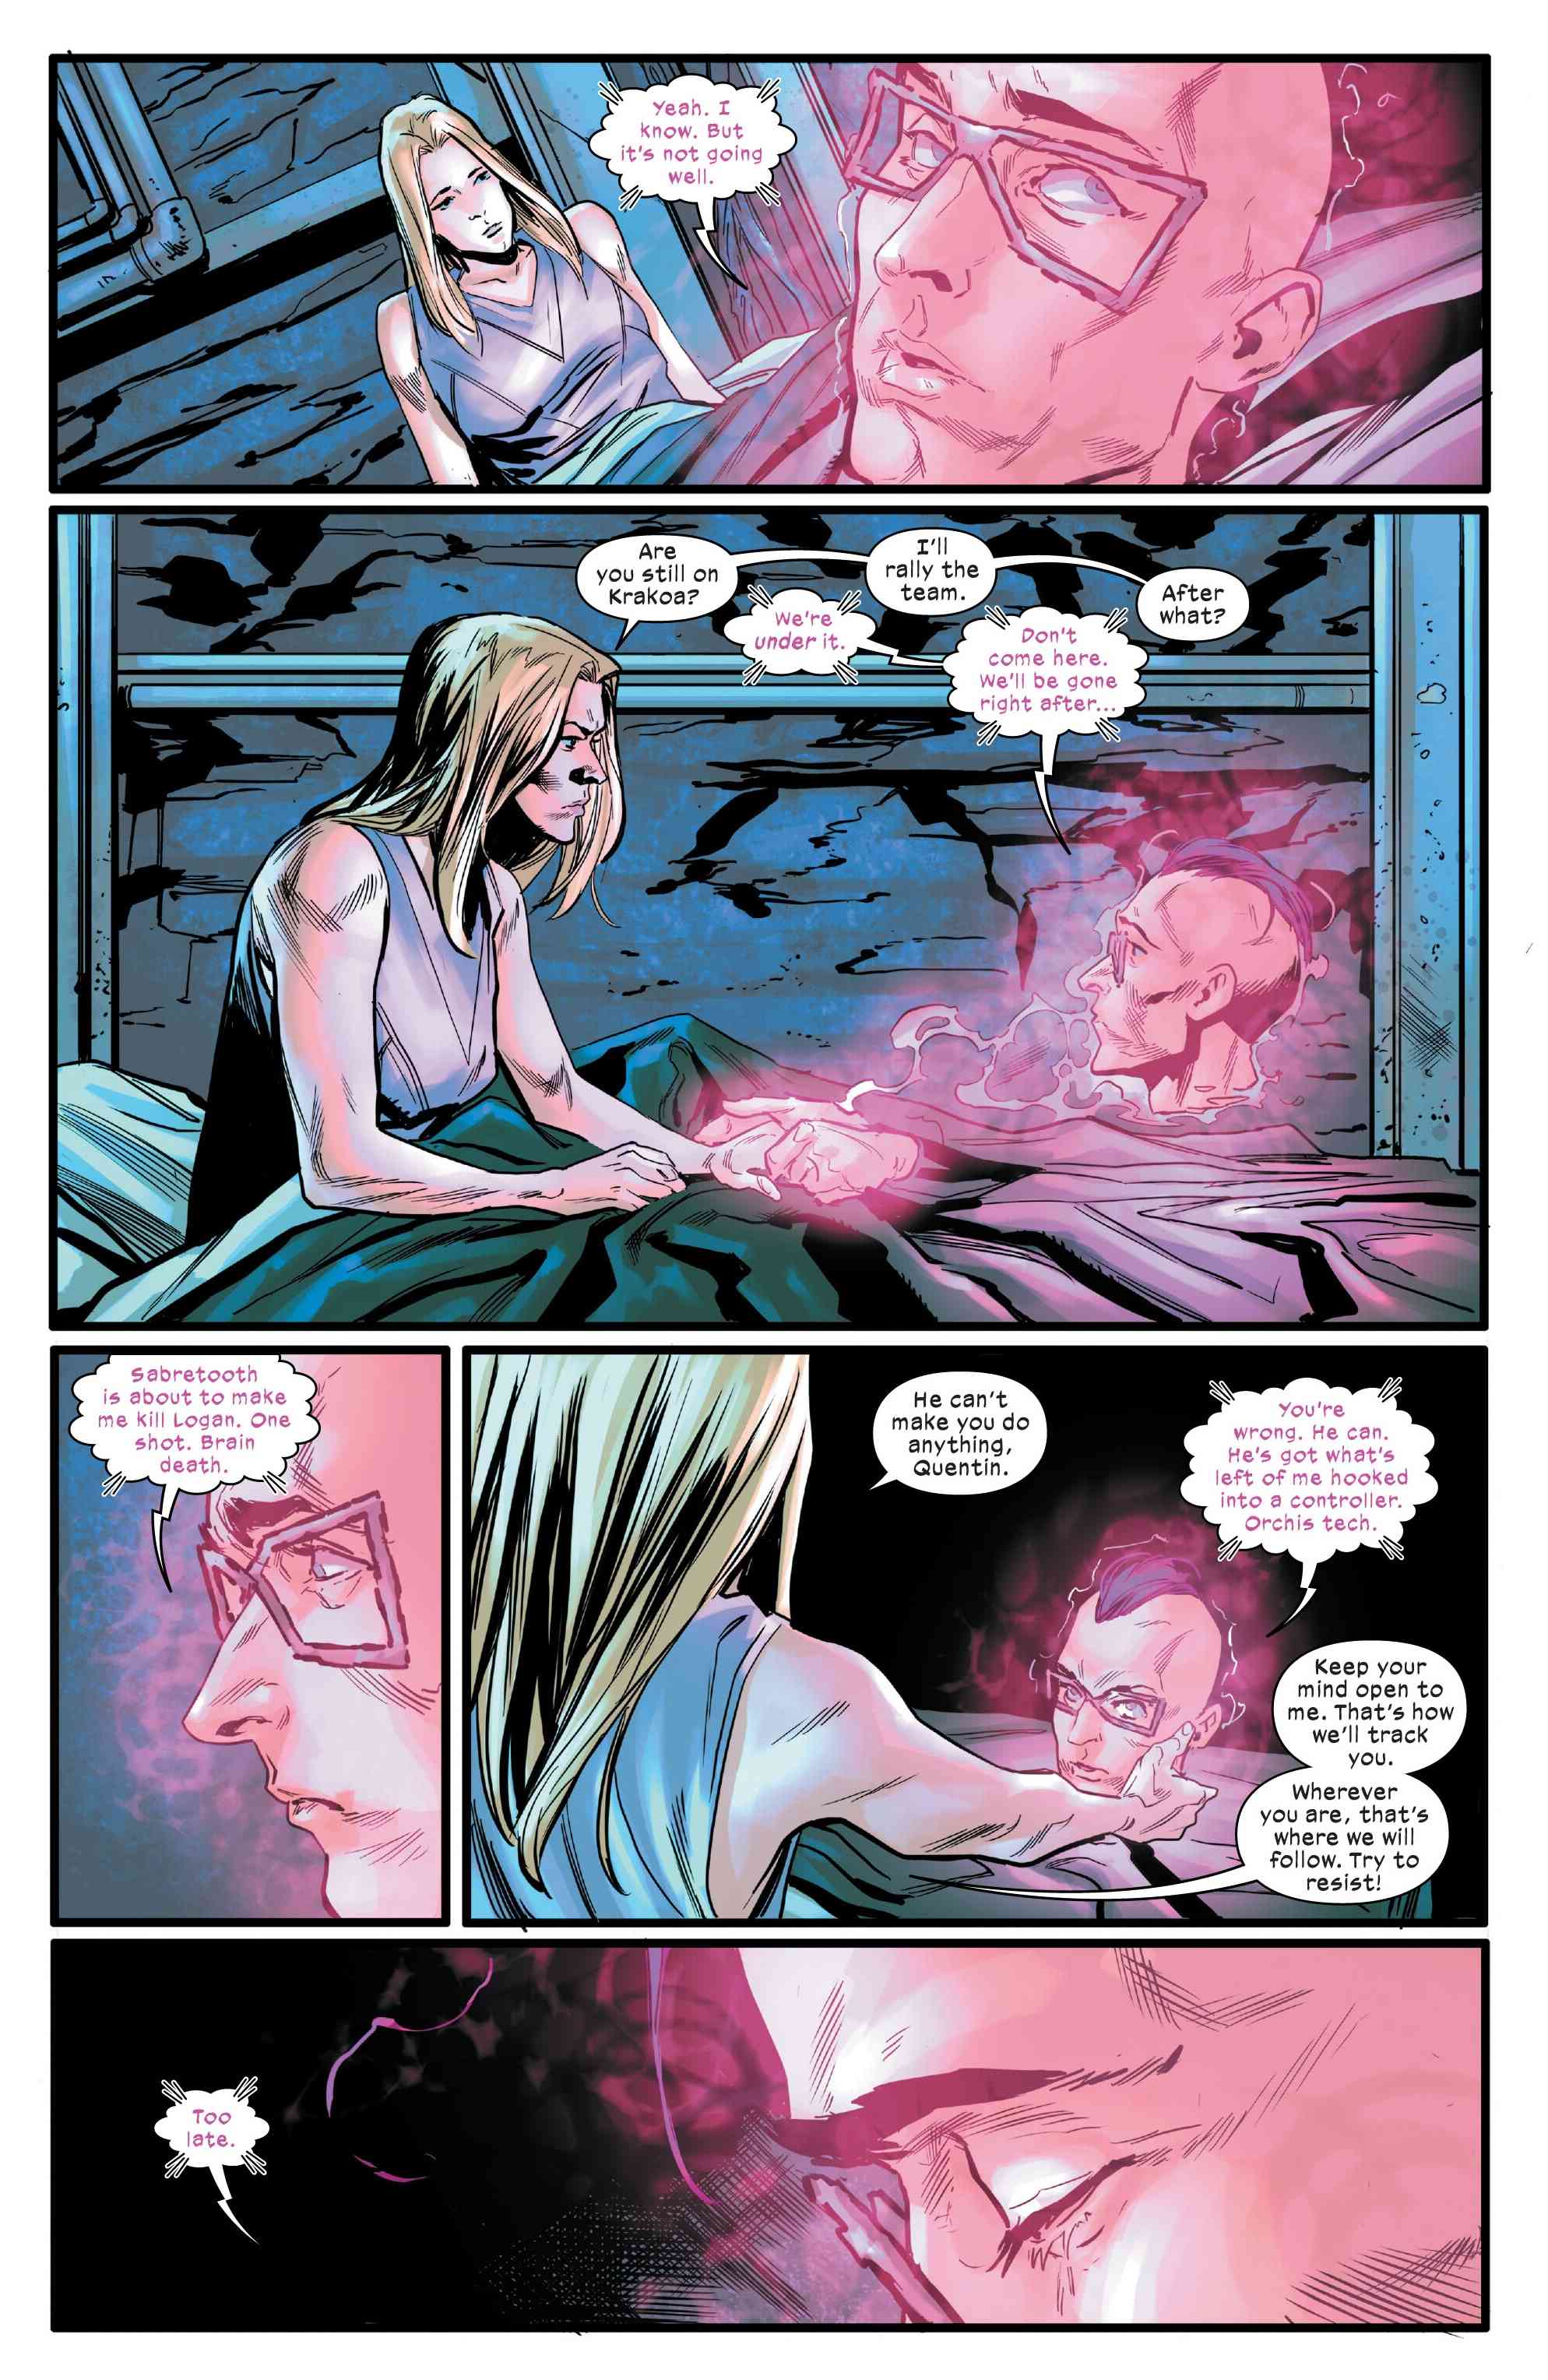 Yeah. I
know. But
it's not going
well.
Are
you still on
Krakoa?
We're
under it.
I'll
rally the
team.
Don't
come here.
We'll be gone
right after...
After
what?
Sabretooth
is about to make
me kill Logan. One
shot. Brain
death.
He can't
make you do
anything,
Quentin.
You're
wrong. He can.
He's got what's
left of me hooked
into a controller.
Orchis tech.
Keep your
mind open to
me. That's how
we'll track
you.
Wherever
you are, that's
where we will
follow. Try to
resist!
Too
late.